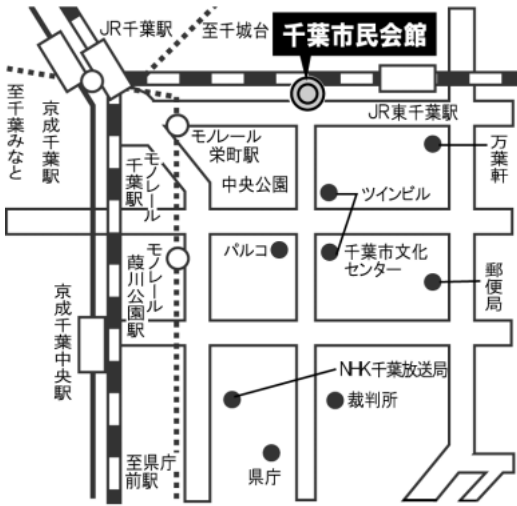 JR千葉駅
至千城台
千葉市民会館
至千葉みなと
京成千葉駅
JR東千葉駅
モノレール
栄町駅
万葉軒
モノレール
千葉駅
中央公園
ツインビル
パルコ
千葉市文化
センター
モノレール
葭川公園駅
郵便局
京成千葉中央駅
NHK千葉放送局
裁判所
至県庁
前駅
県庁